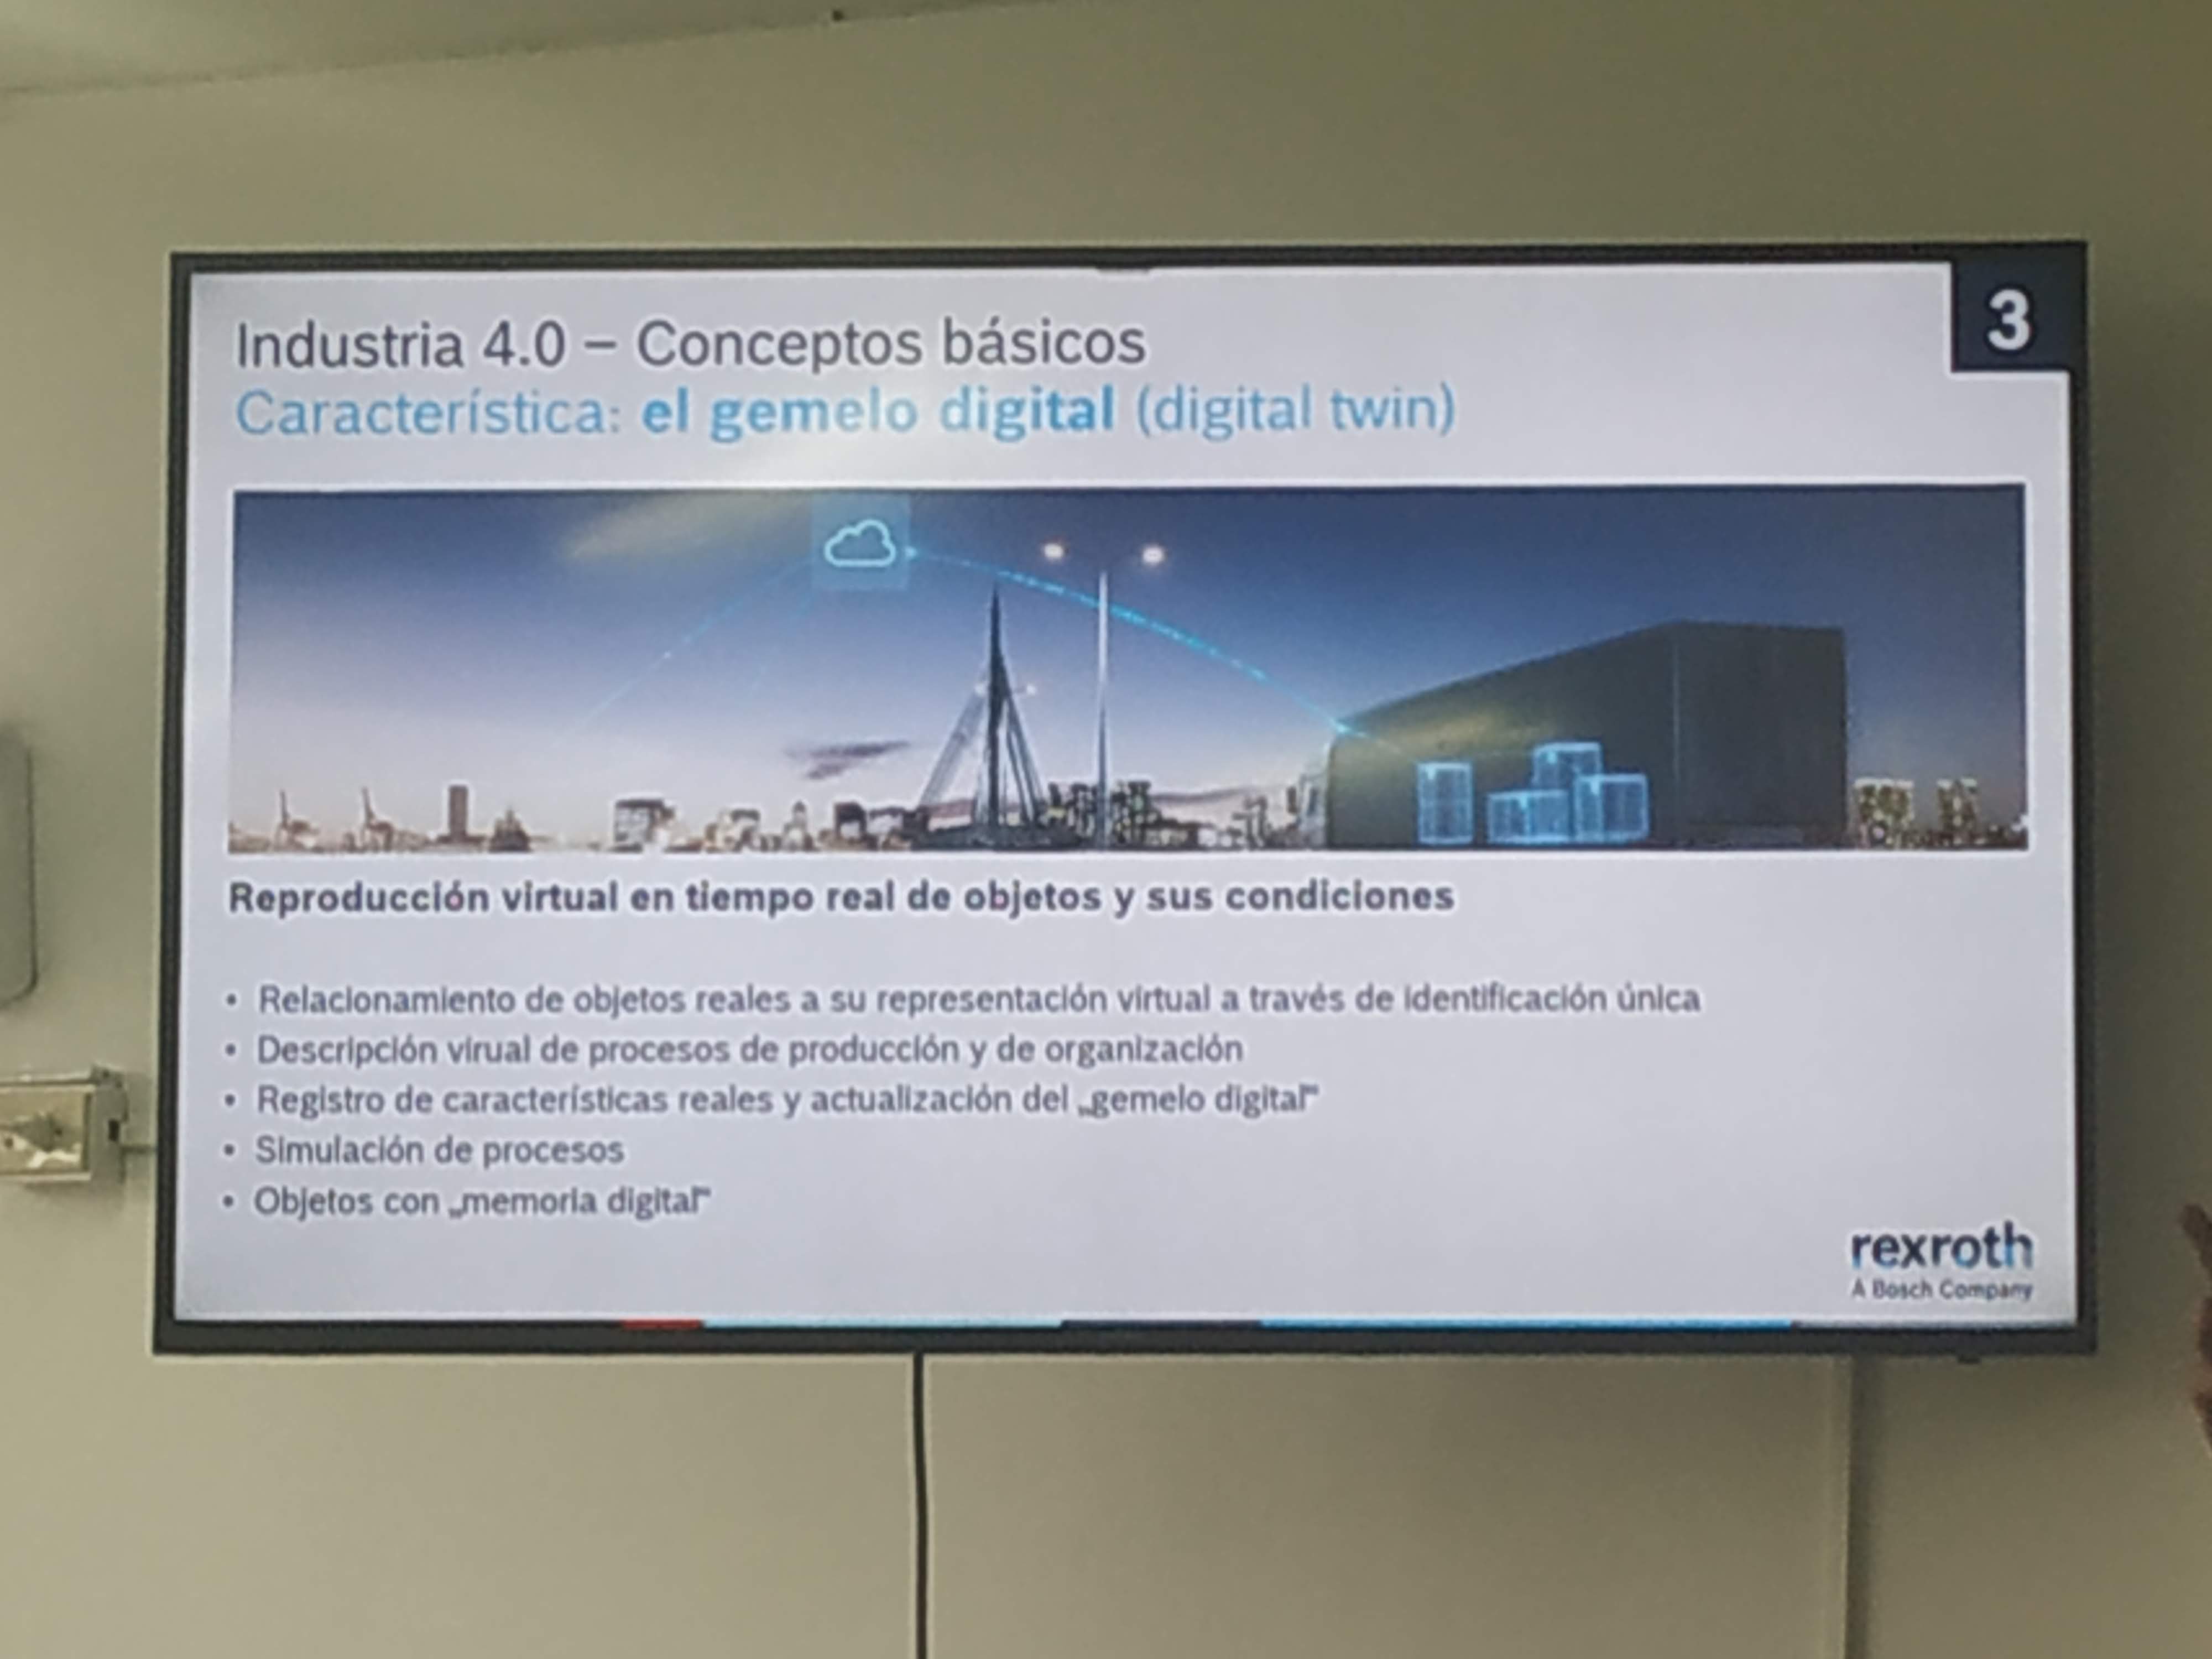 3
Industria 4.0 – Conceptos básicos
Característica: el gemelo digital (digital twin)
Reproducción virtual en tiempo real de objetos y sus condiciones
• Relacionamiento de objetos reales a su representación virtual a través de identificación única
• Descripción virual de procesos de producción y de organización
• Registro de características reales y actualización del „gemelo digital“
• Simulación de procesos
• Objetos con „memoria digital“
rexroth
A Bosch Company